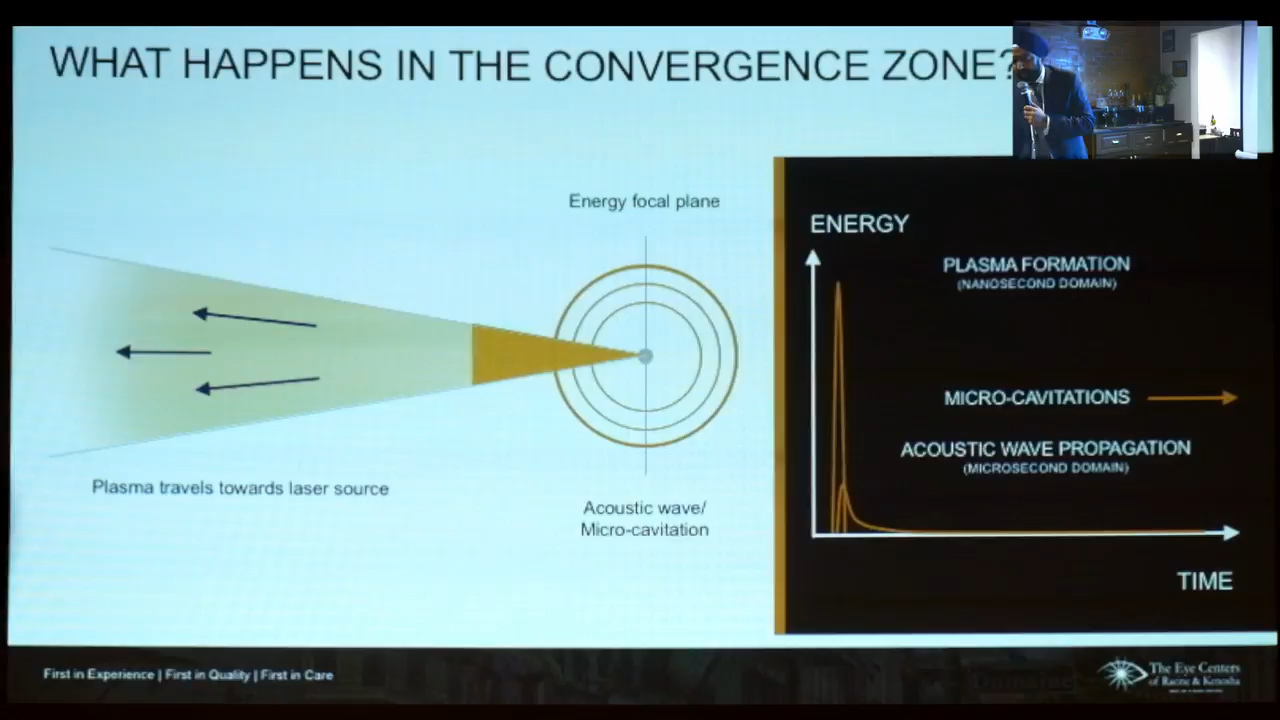 WHAT HAPPENS IN THE CONVERGENCE ZONE?
Energy focal plane
Plasma travels towards laser source
Acoustic wave/
Micro-cavitation
ENERGY
PLASMA FORMATION
(NANOSECOND DOMAIN)
MICRO-CAVITATIONS
ACOUSTIC WAVE PROPAGATION
(MICROSECOND DOMAIN)
TIME
First in Experience | First in Quality | First in Care
The Eye Centers
of Racine & Kenosha